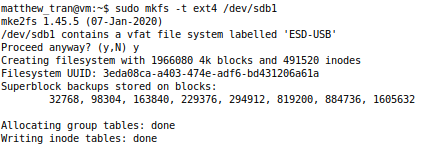 matthew_tran@vm:~$ sudo mkfs -t ext4 /dev/sdb1
mke2fs 1.45.5 (07-Jan-2020)
/dev/sdb1 contains a vfat file system labelled 'ESD-USB'
Proceed anyway? (y,N) y
Creating filesystem with 1966080 4k blocks and 491520 inodes
Filesystem UUID: 3eda08ca-a403-474e-adf6-bd431206a61a
Superblock backups stored on blocks:
        32768, 98304, 163840, 229376, 294912, 819200, 884736, 1605632
Allocating group tables: done
Writing inode tables: done